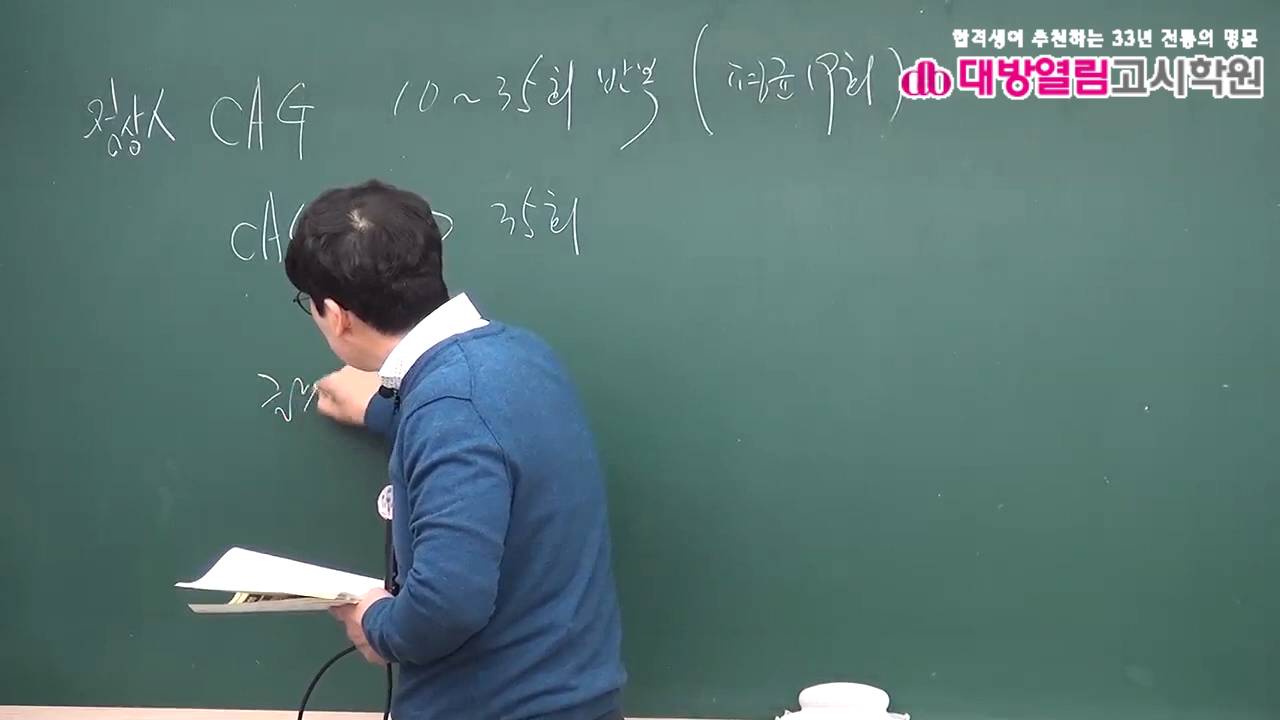 합격생이 추천하는 33년 전통의 명문
대방열림고시학원
정상人 CAG 10~35회 반복 (평균 19회)
CAG > 35회